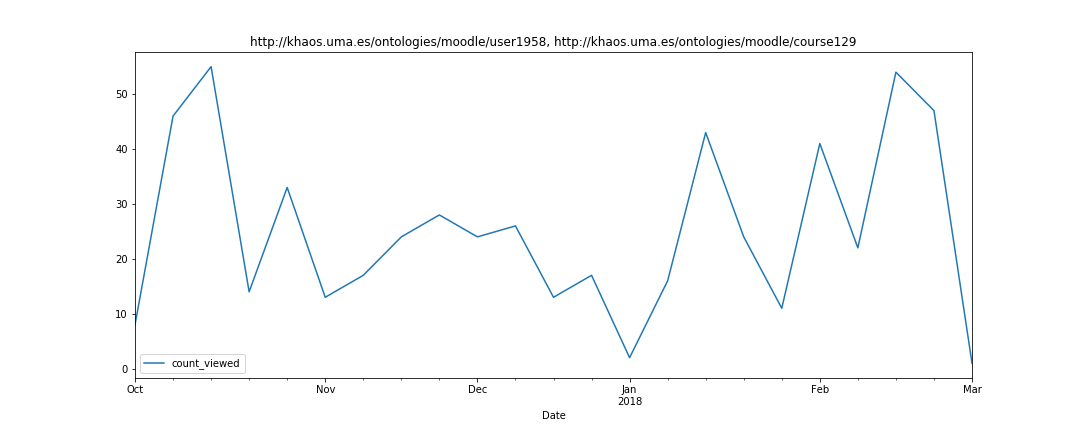 http://khaos.uma.es/ontologies/moodle/user1958, http://khaos.uma.es/ontologies/moodle/course129
50
40
30
20
10
0
count_viewed
Oct Nov Dec Jan Feb Mar
2018
Date